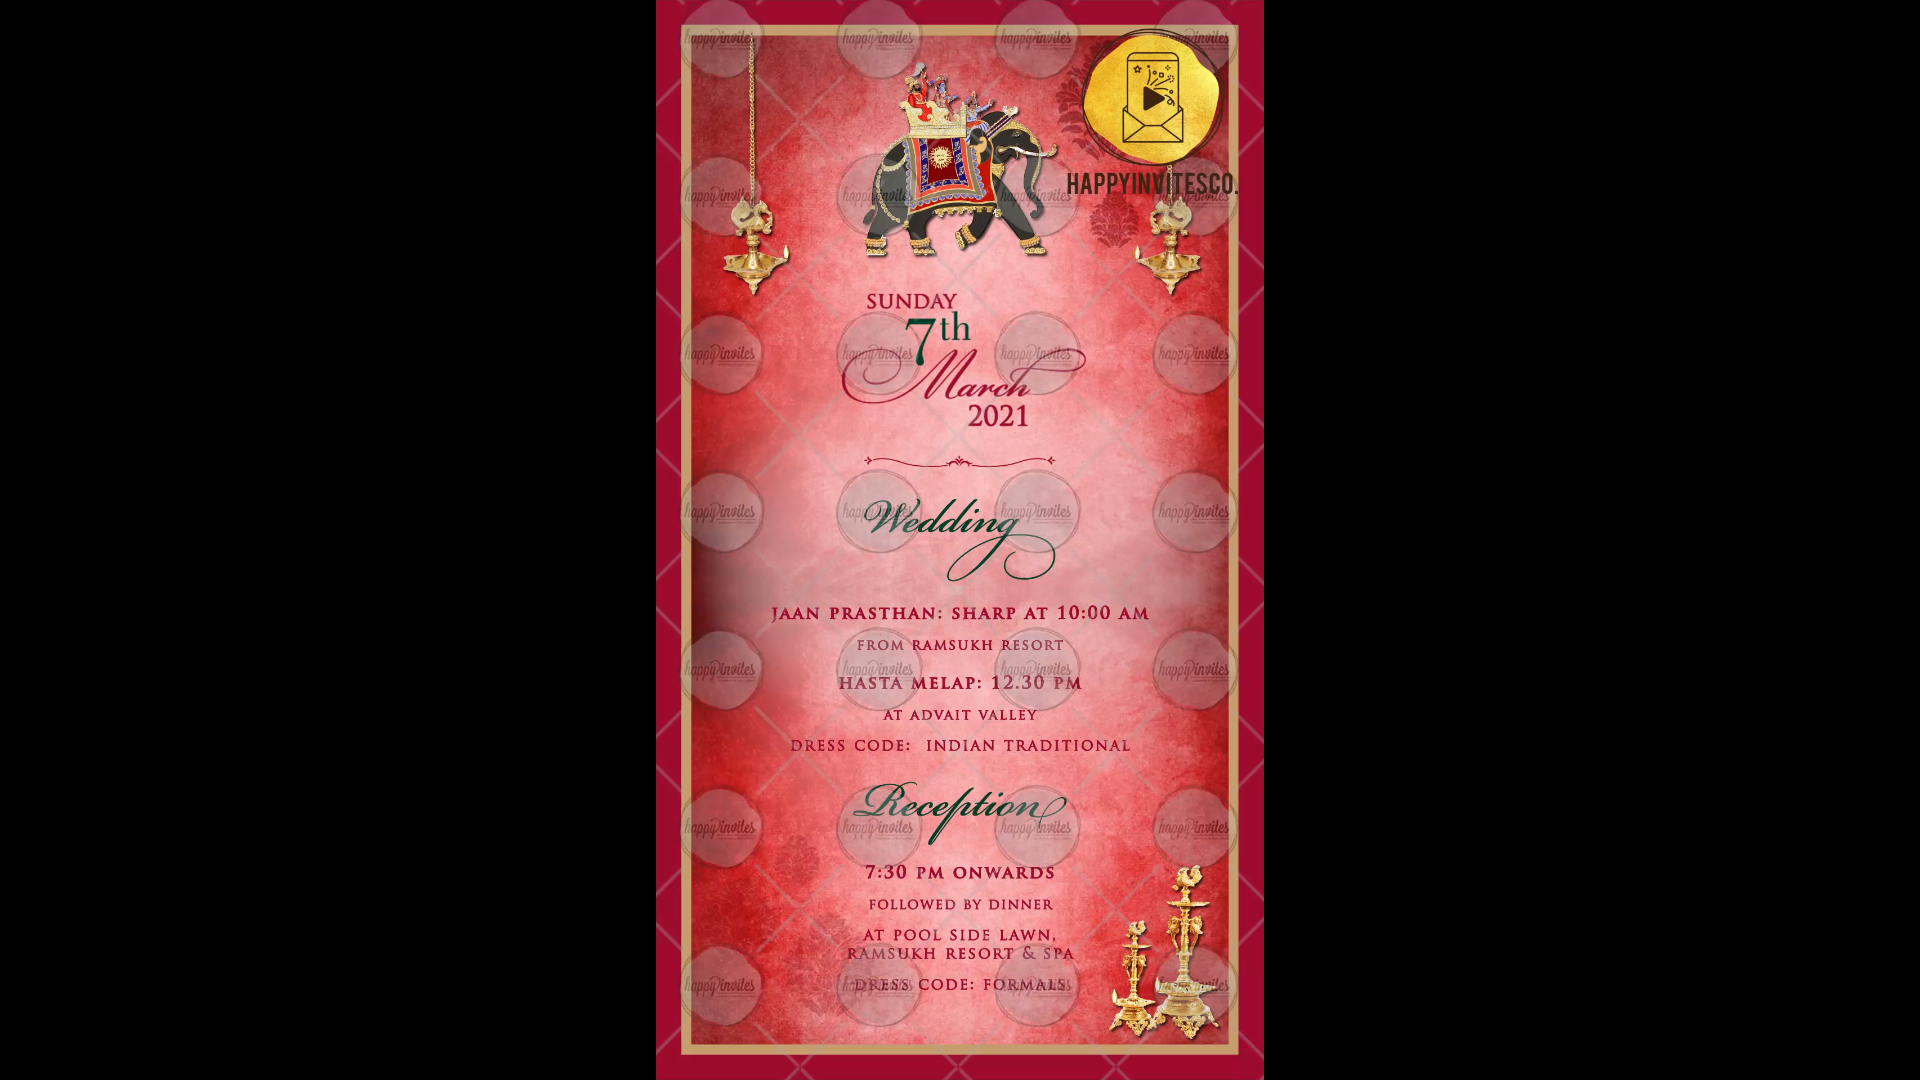 HAPPYINVITESCO.
SUNDAY
7th
March
2021
Wedding
JAAN PRASTHAN: SHARP AT 10:00 AM
FROM RAMSUKH RESORT
HASTA MELAP: 12.30 PM
AT ADVAIT VALLEY
DRESS CODE: INDIAN TRADITIONAL
Reception
7:30 PM ONWARDS
FOLLOWED BY DINNER
AT POOL SIDE LAWN,
RAMSUKH RESORT & SPA
DRESS CODE: FORMALS
happy invites